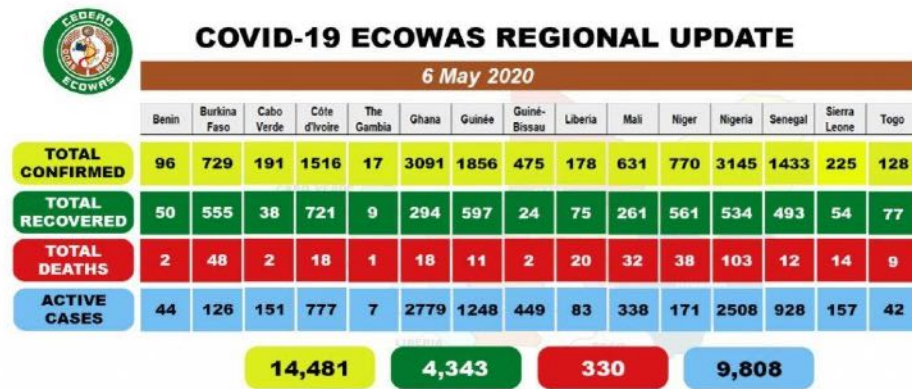 CEDEAO
ECOWAS
COVID-19 ECOWAS REGIONAL UPDATE
6 May 2020
Benin Burkina Faso Cabo Verde Côte d'Ivoire The Gambia Ghana Guinée Guiné-Bissau Liberia Mali Niger Nigeria Senegal Sierra Leone Togo
TOTAL CONFIRMED 96 729 191 1516 17 3091 1856 475 178 631 770 3145 1433 225 128
TOTAL RECOVERED 50 555 38 721 9 294 597 24 75 261 561 534 493 54 77
TOTAL DEATHS 2 48 2 18 1 18 11 2 20 32 38 103 12 14 9
ACTIVE CASES 44 126 151 777 7 2779 1248 449 83 338 171 2508 928 157 42
LIBERIA
14,481 4,343 330 9,808